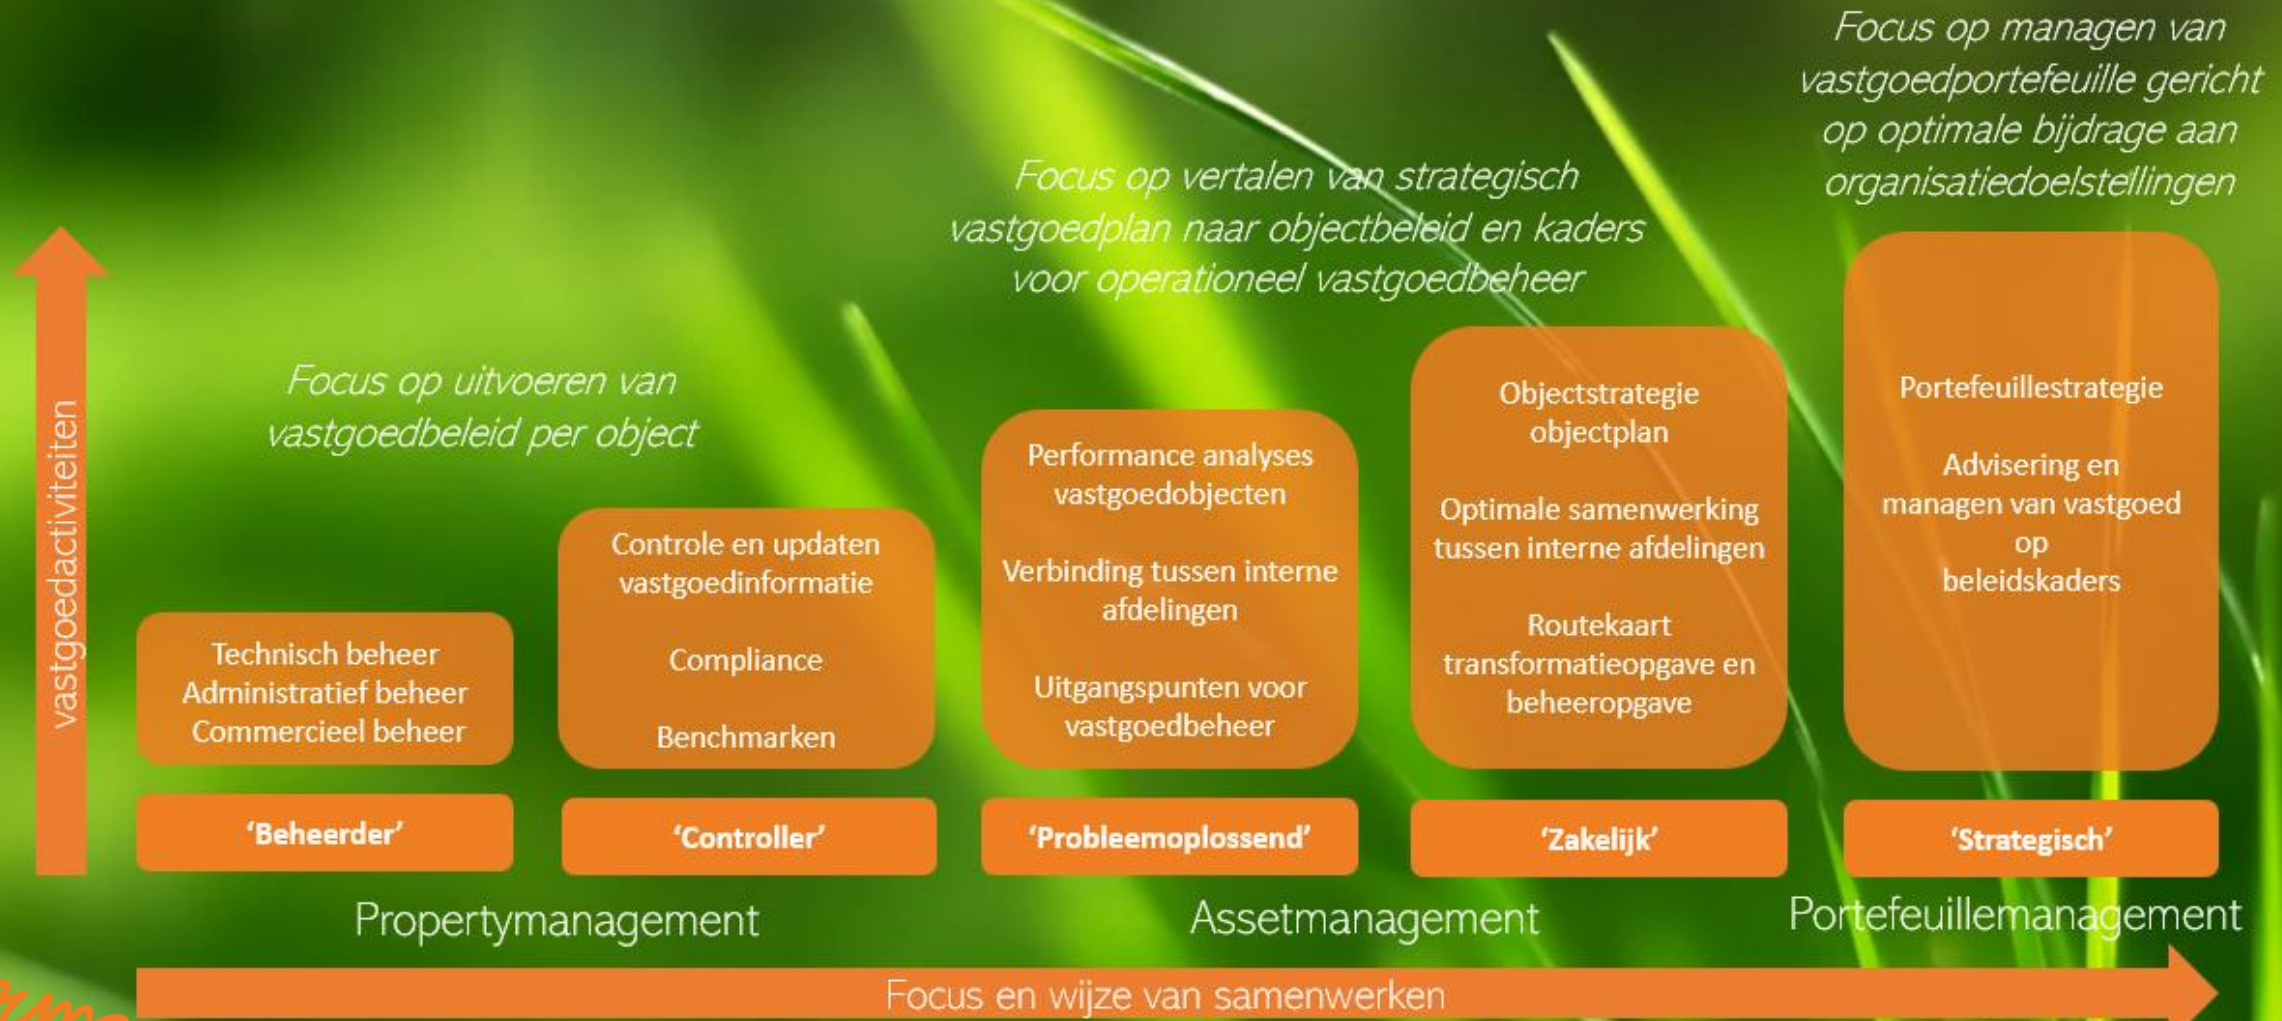 Focus op managen van
vastgoedportefeuille gericht
op optimale bijdrage aan
organisatiedoelstellingen
Focus op vertalen van strategisch
vastgoedplan naar objectbeleid en kaders
voor operationeel vastgoedbeheer
Focus op uitvoeren van
vastgoedbeleid per object
vastgoedactiviteiten
Technisch beheer
Administratief beheer
Commercieel beheer
‘Beheerder’
Controle en updaten
vastgoedinformatie
Compliance
Benchmarken
‘Controller’
Performance analyses
vastgoedobjecten
Verbinding tussen interne
afdelingen
Uitgangspunten voor
vastgoedbeheer
‘Probleemoplossend’
Objectstrategie
objectplan
Optimale samenwerking
tussen interne afdelingen
Routekaart
transformatieopgave en
beheeropgave
‘Zakelijk’
Portefeuillestrategie
Advisering en
managen van vastgoed
op
beleidskaders
‘Strategisch’
Propertymanagement
Assetmanagement
Portefeuillemanagement
Focus en wijze van samenwerken